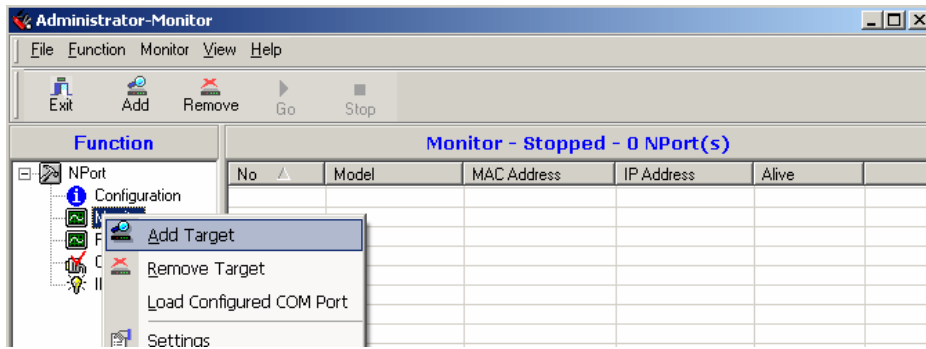 Administrator-Monitor
File Function Monitor View Help
Exit Add Remove Go Stop
Function
Monitor - Stopped - 0 NPort(s)
No Model MAC Address IP Address Alive
NPort
Configuration
Add Target
Remove Target
Load Configured COM Port
Settings